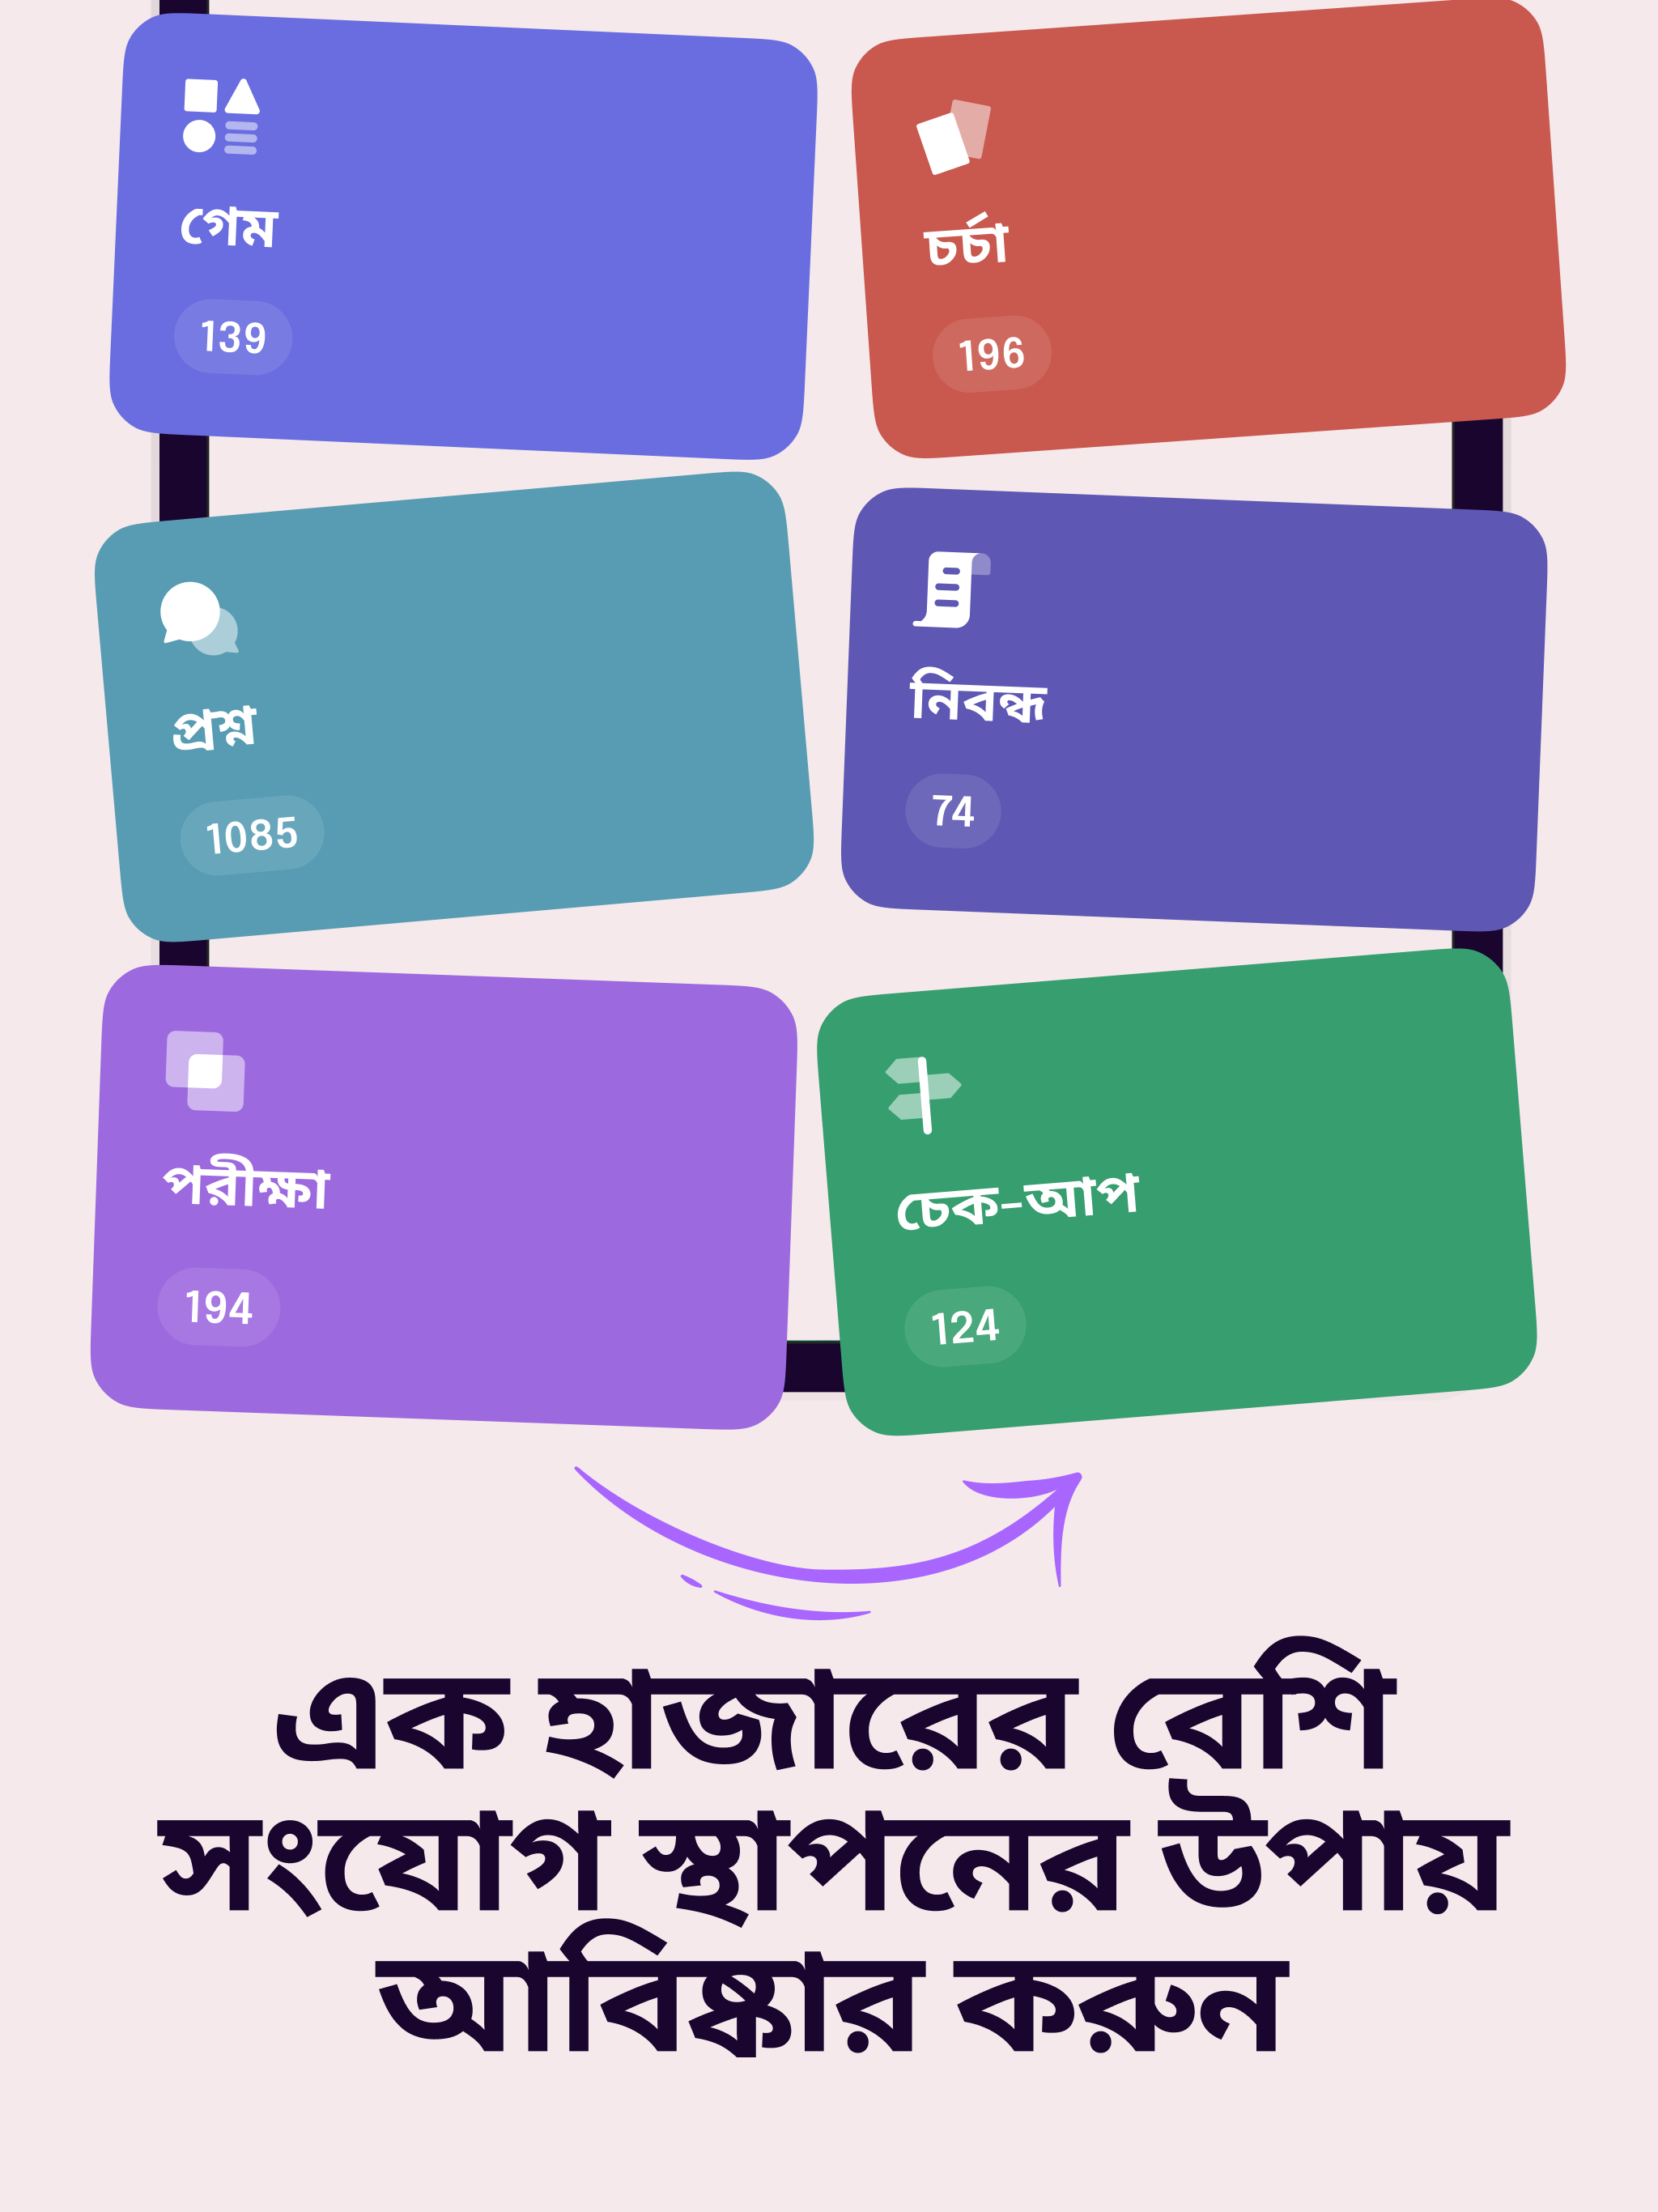 গেম
139
চর্চা
196
প্রশ্ন
1085
নিবন্ধ
74
পরীক্ষা
194
চেক-আপ
124
এক হাজারের বেশি
সংযোগ স্থাপনের উপায়
আবিষ্কার করুন